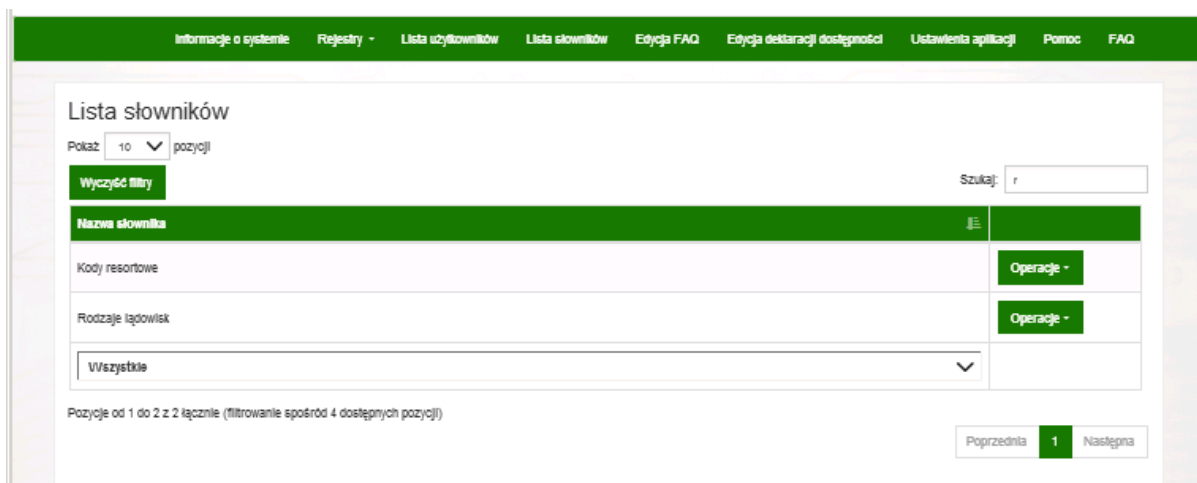 Informacje o systemie Rejestry Lista użytkowników Lista słowników Edycja FAQ Edycja deklaracji dostępności Ustawienia aplikacji Pomoc FAQ
Lista słowników
Pokaż 10 pozycji
Wyczyść filtry Szukaj: r
Nazwa słownika
Kody resortowe Operacje
Rodzaje lądowisk Operacje
Wszystkie
Pozycje od 1 do 2 z 2 łącznie (filtrowanie spośród 4 dostępnych pozycji)
Poprzednia 1 Następna